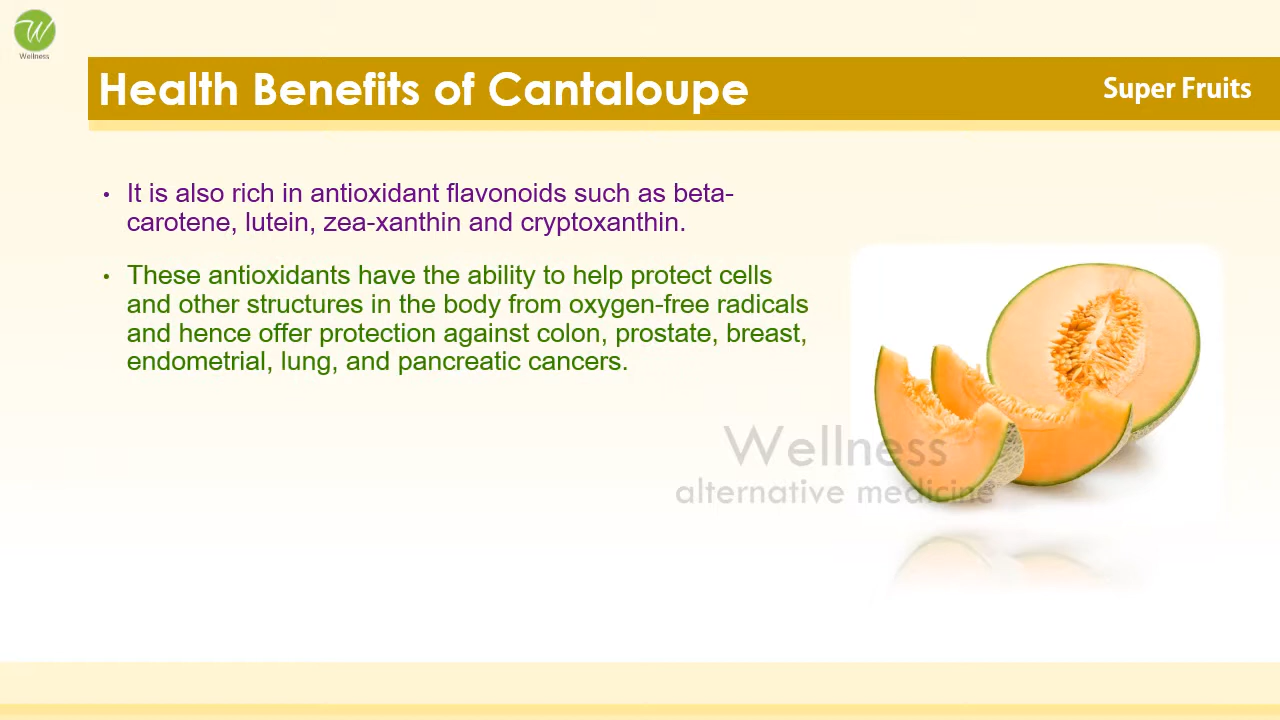 W
Wellness
Health Benefits of Cantaloupe
Super Fruits
• It is also rich in antioxidant flavonoids such as beta-
carotene, lutein, zea-xanthin and cryptoxanthin.
• These antioxidants have the ability to help protect cells
and other structures in the body from oxygen-free radicals
and hence offer protection against colon, prostate, breast,
endometrial, lung, and pancreatic cancers.
Wellness
alternative medicine